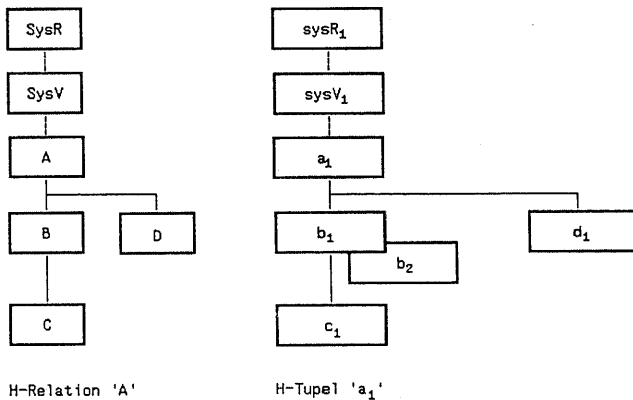 SysR sysR₁
SysV sysV₁
A a₁
B D b₁ d₁
b₂
C c₁
H-Relation 'A' H-Tupel 'a₁'